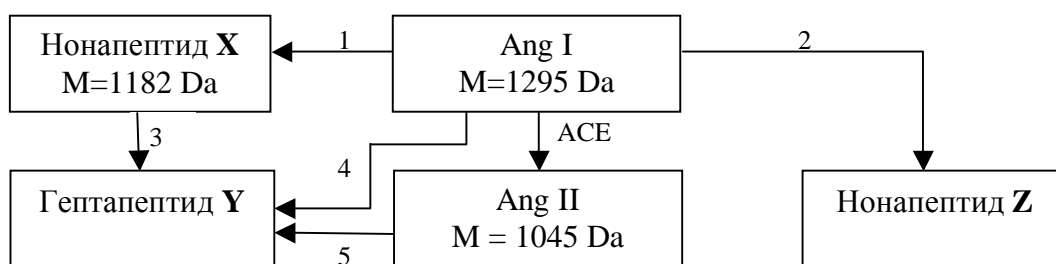 Нонапептид X
M=1182 Da
1
Ang I
M=1295 Da
2
3
4
ACE
Гептапептид Y
5
Ang II
M = 1045 Da
Нонапептид Z